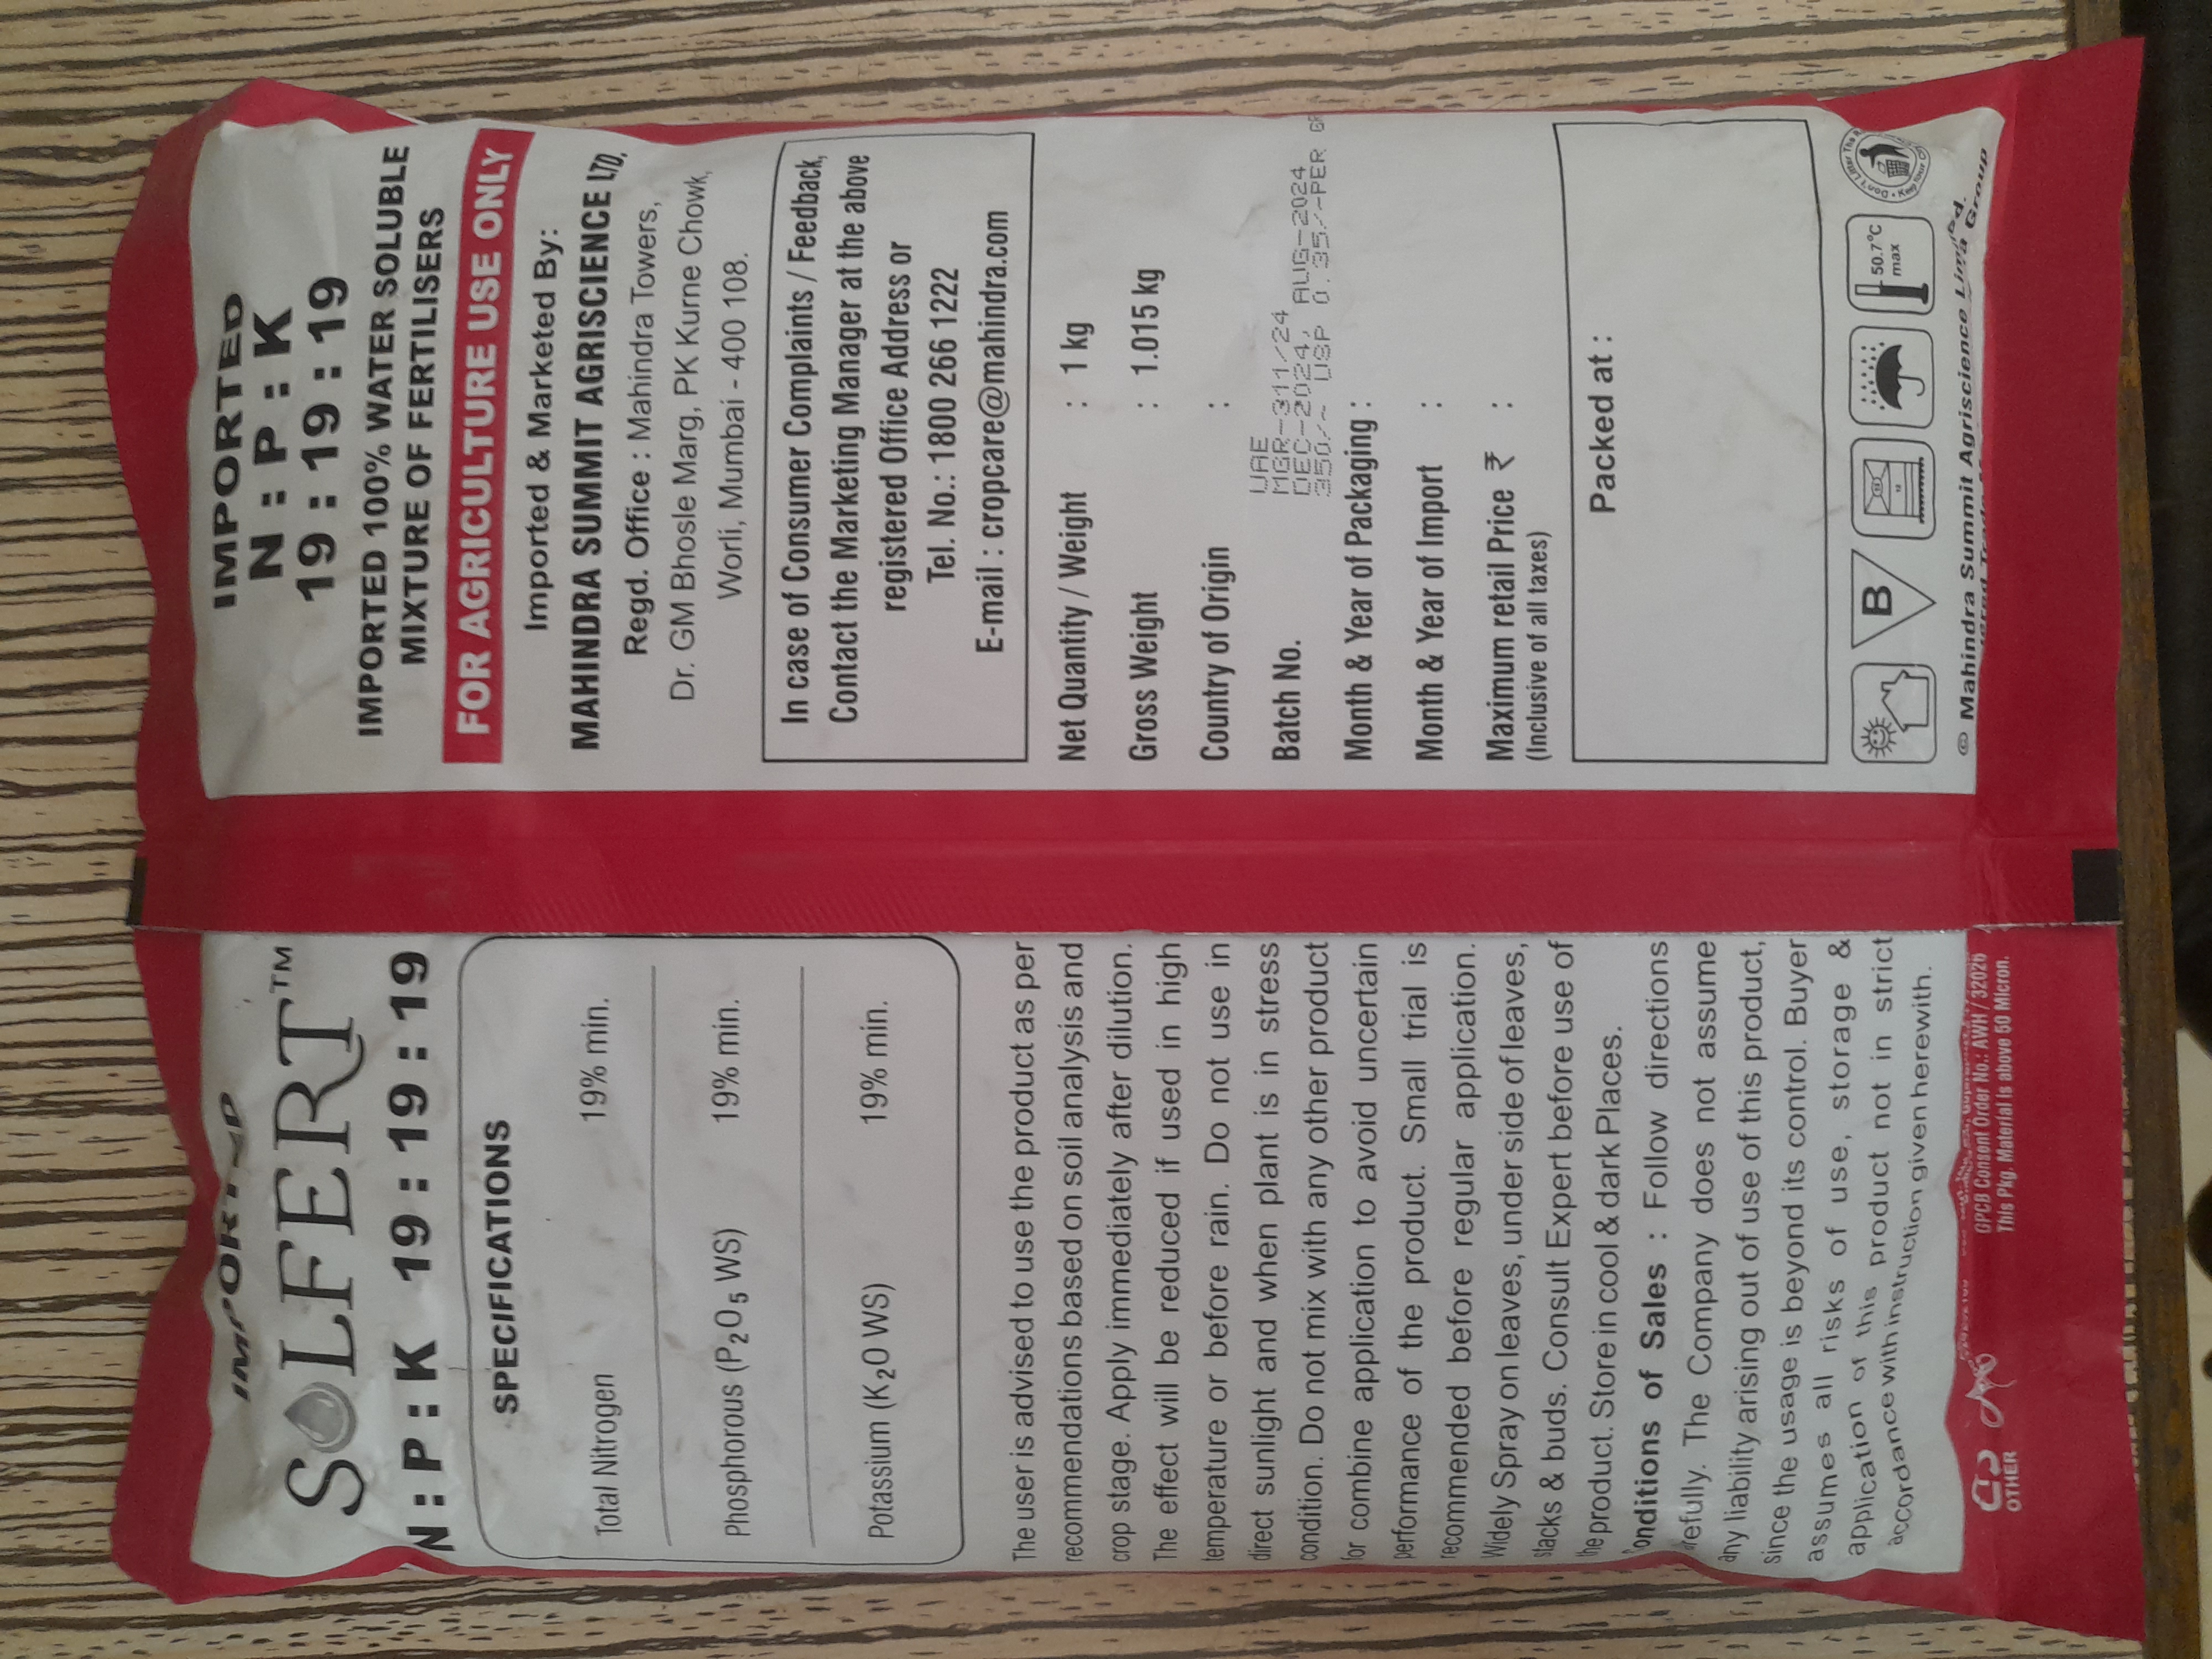 IMPORTED
SOLFERT™
N : P : K 19 : 19 : 19
SPECIFICATIONS
Total Nitrogen 19% min.
Phosphorous (P2O5 WS) 19% min.
Potassium (K2O WS) 19% min.
The user is advised to use the product as per
recommendations based on soil analysis and
crop stage. Apply immediately after dilution.
The effect will be reduced if used in high
temperature or before rain. Do not use in
direct sunlight and when plant is in stress
condition. Do not mix with any other product
for combine application to avoid uncertain
performance of the product. Small trial is
recommended before regular application.
Widely Spray on leaves, under side of leaves,
stacks & buds. Consult Expert before use of
the product. Store in cool & dark Places.
onditions of Sales : Follow directions
refully. The Company does not assume
any liability arising out of use of this product,
since the usage is beyond its control. Buyer
assumes all risks of use, storage &
application of this product not in strict
accordance with instruction given herewith.
OTHER
GPCB Consent Order No.: AWH / 32026
This Pkg. Material is above 50 Micron.
IMPORTED
N : P : K
19 : 19 : 19
IMPORTED 100% WATER SOLUBLE
MIXTURE OF FERTILISERS
FOR AGRICULTURE USE ONLY
Imported & Marketed By:
MAHINDRA SUMMIT AGRISCIENCE LTD,
Regd. Office : Mahindra Towers,
Dr. GM Bhosle Marg, PK Kurne Chowk,
Worli, Mumbai - 400 108.
In case of Consumer Complaints / Feedback,
Contact the Marketing Manager at the above
registered Office Address or
Tel. No.: 1800 266 1222
E-mail : cropcare@mahindra.com
Net Quantity / Weight : 1 kg
Gross Weight : 1.015 kg
Country of Origin :
UAE
Batch No.
MGR-311/24
DEC-2024, AUG-2024
350/- USP 0.35/-PER GR
Month & Year of Packaging :
Month & Year of Import :
Maximum retail Price ₹ :
(Inclusive of all taxes)
Packed at :
B
50.7°C
max
© Mahindra Summit Agriscience Limited.
Group